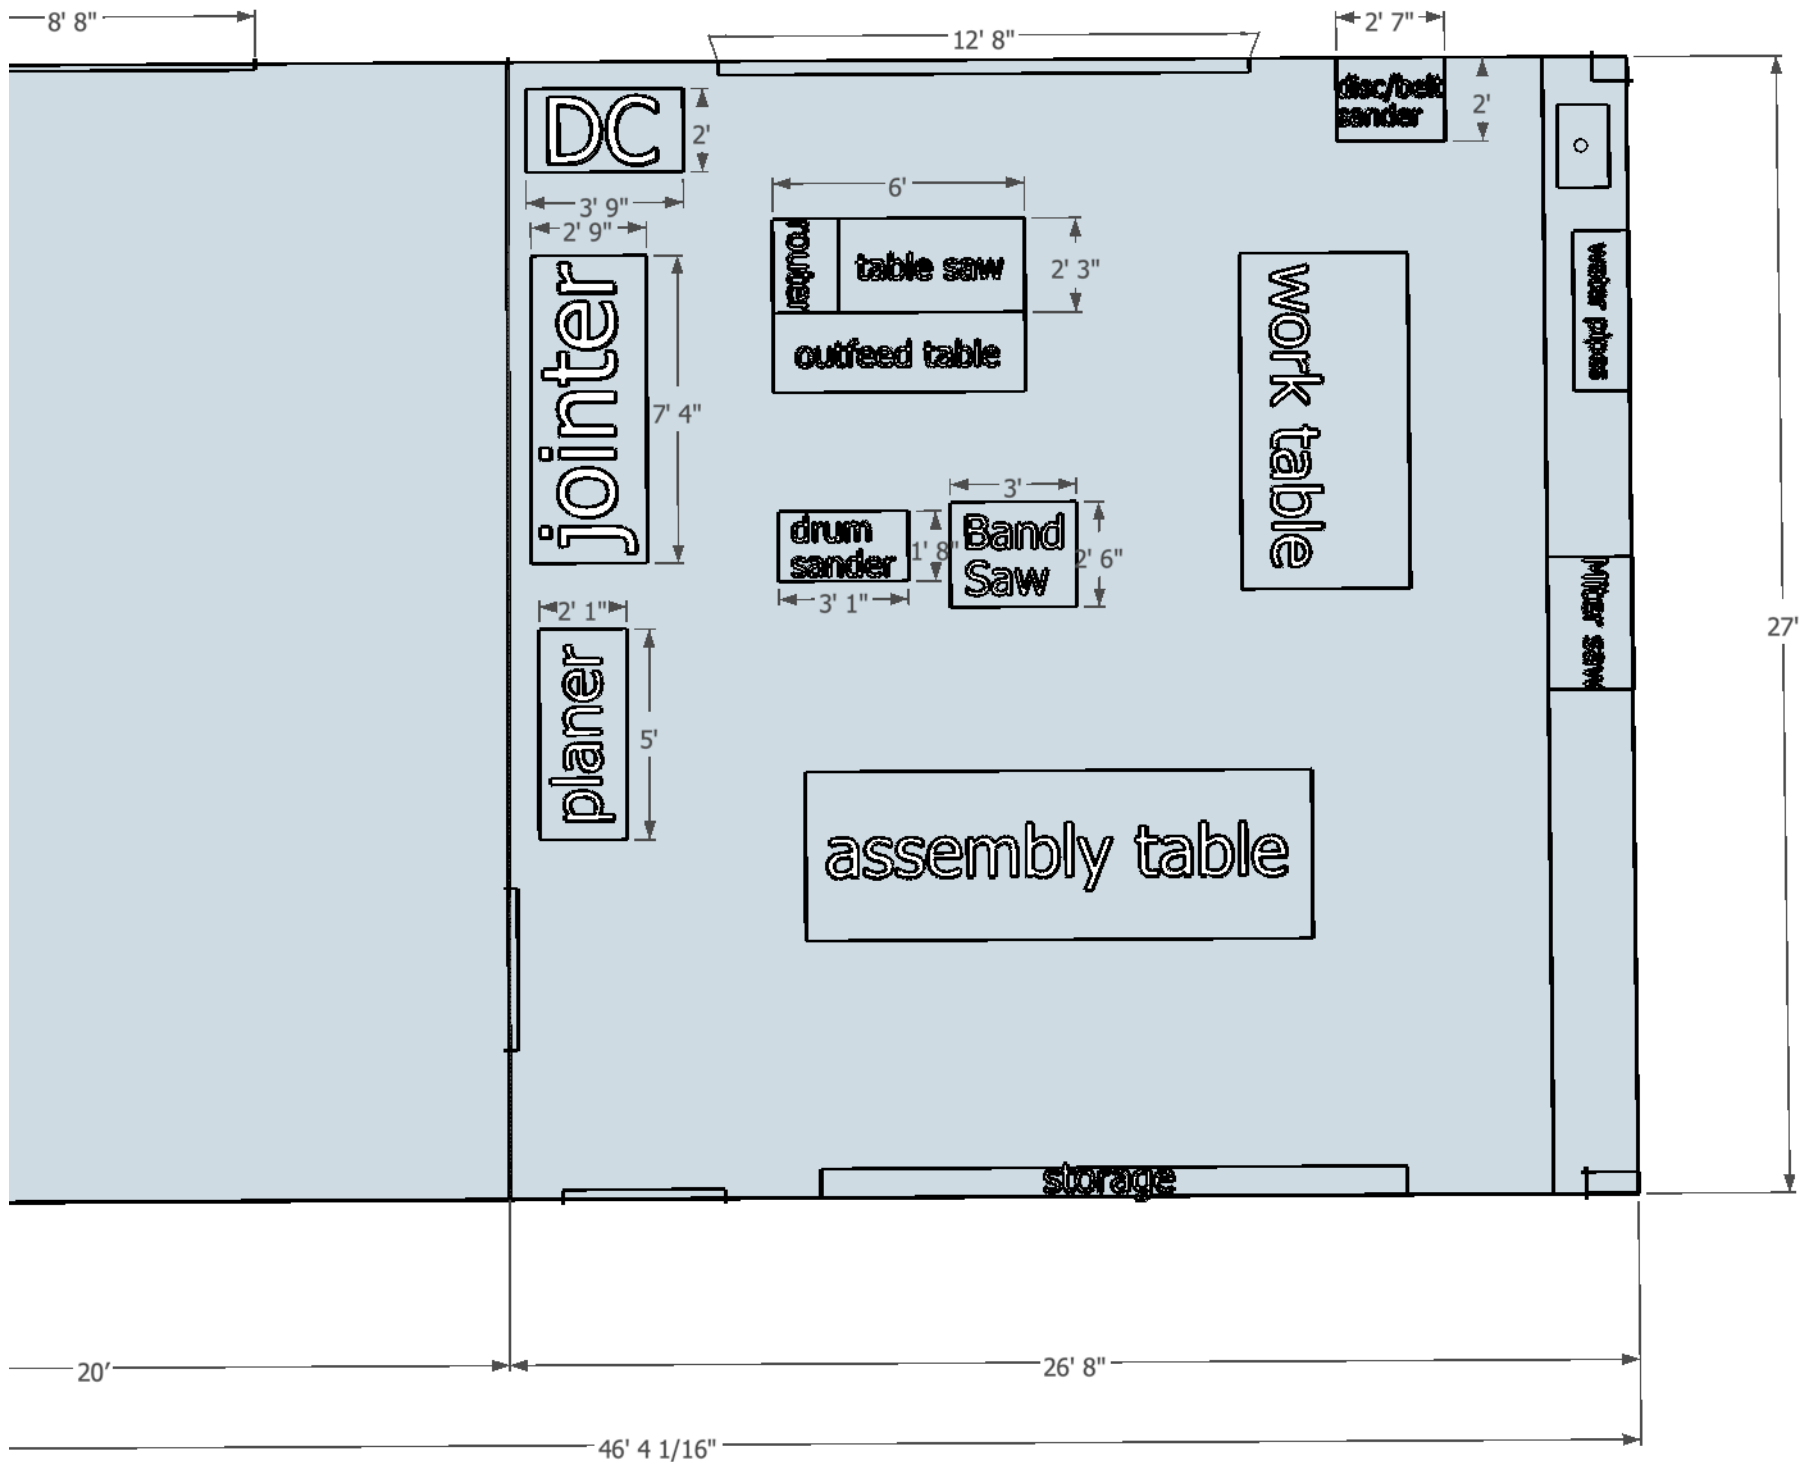 8' 8"
12' 8"
2' 7"
DC
2'
disc/belt
sander
2'
3' 9"
2' 9"
6'
router
table saw
2' 3"
outfeed table
jointer
7' 4"
work table
water pipes
3'
drum
sander
1' 8"
Band
Saw
2' 6"
3' 1"
2' 1"
Miter saw
27'
planer
5'
assembly table
storage
20'
26' 8"
46' 4 1/16"